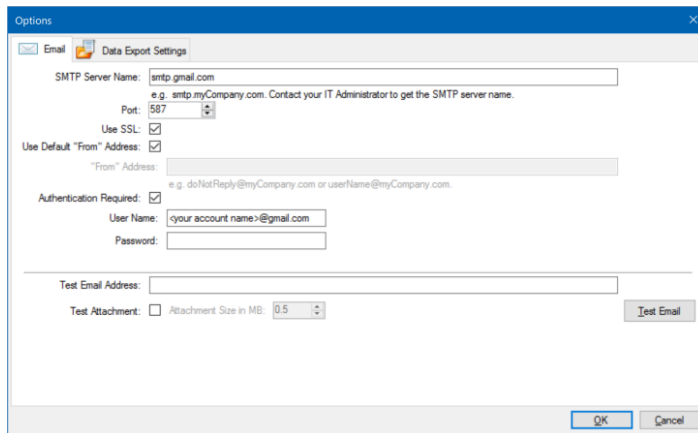 Options
Email Data Export Settings
SMTP Server Name: smtp.gmail.com
e.g. smtp.myCompany.com. Contact your IT Administrator to get the SMTP server name.
Port: 587
Use SSL:
Use Default "From" Address:
"From" Address:
e.g. doNotReply@myCompany.com or userName@myCompany.com.
Authentication Required:
User Name: <your account name>@gmail.com
Password:
Test Email Address:
Test Attachment: Attachment Size in MB: 0.5 Test Email
OK Cancel